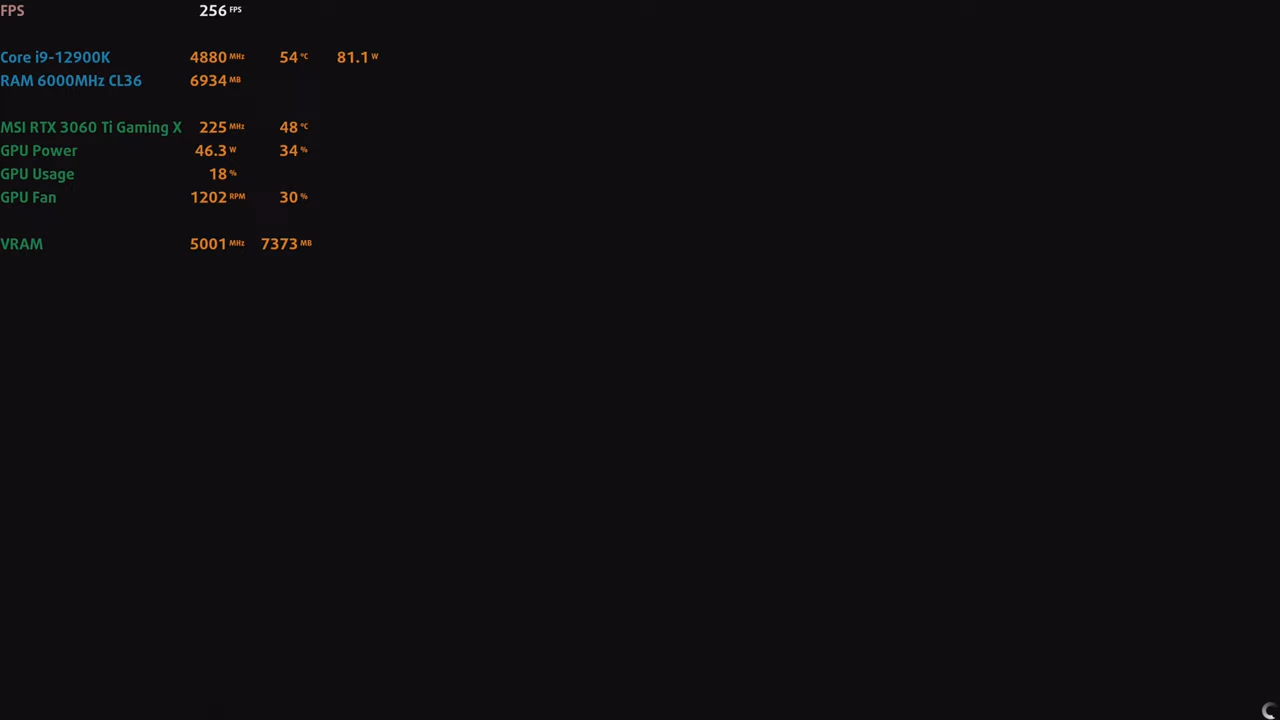 FPS 256 FPS
Core i9-12900K 4880 MHz 54 °C 81.1 W
RAM 6000MHz CL36 6934 MB
MSI RTX 3060 Ti Gaming X 225 MHz 48 °C
GPU Power 46.3 W 34 %
GPU Usage 18 %
GPU Fan 1202 RPM 30 %
VRAM 5001 MHz 7373 MB